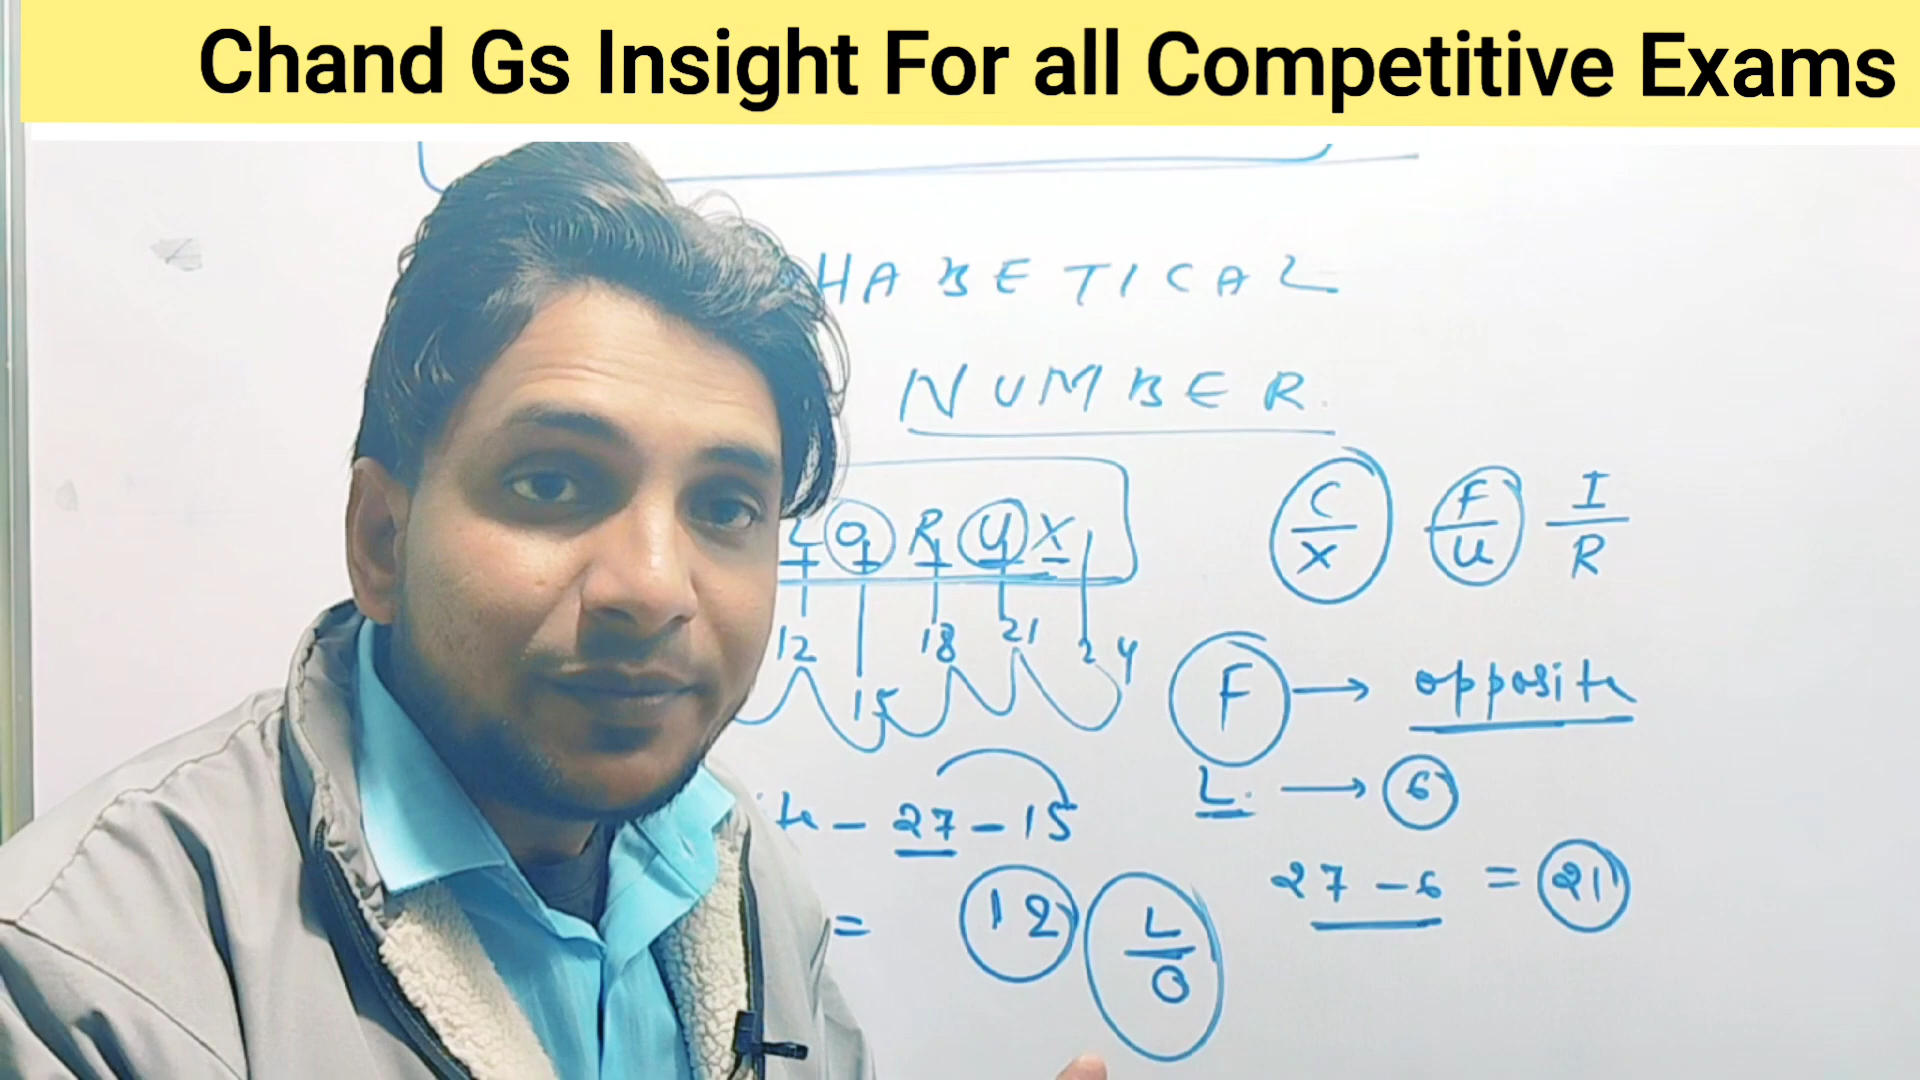 Chand Gs Insight For all Competitive Exams
HABETICAL
NUMBER.
L O R U X
C/X F/U I/R
12 15 18 21 24
F → opposite
- 27 - 15
L. → 6
= 12
27 - 6 = 21
L/O